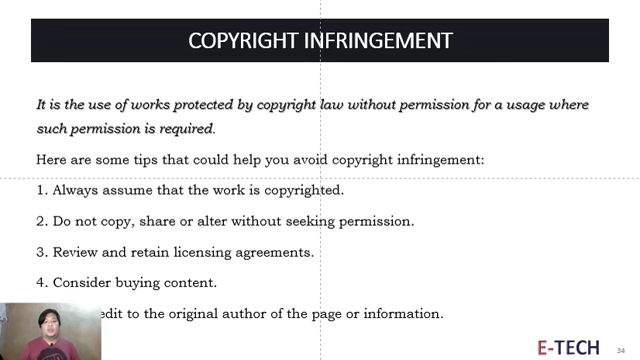 COPYRIGHT INFRINGEMENT
It is the use of works protected by copyright law without permission for a usage where
such permission is required.
Here are some tips that could help you avoid copyright infringement:
1. Always assume that the work is copyrighted.
2. Do not copy, share or alter without seeking permission.
3. Review and retain licensing agreements.
4. Consider buying content.
to the original author of the page or information.
E-TECH
34